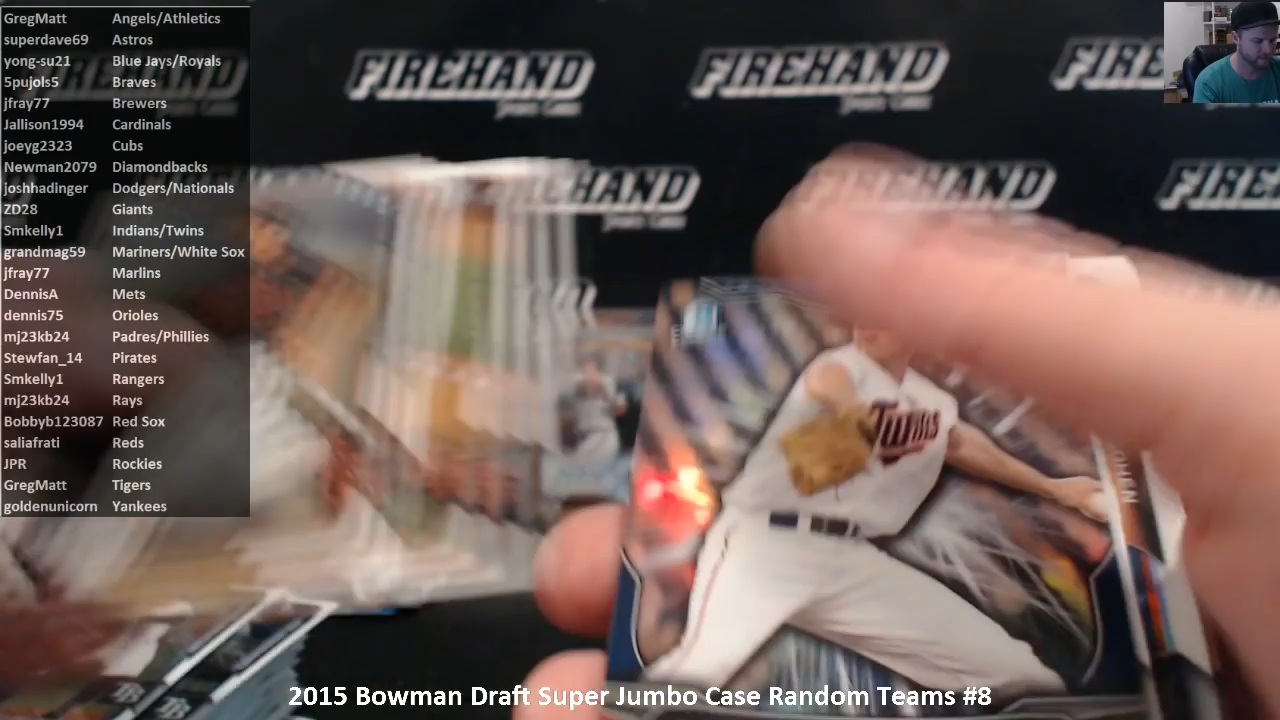 GregMatt Angels/Athletics
superdave69 Astros
yong-su21 Blue Jays/Royals
5pujols5 Braves
jfray77 Brewers
Jallison1994 Cardinals
joeyg2323 Cubs
Newman2079 Diamondbacks
joshhadinger Dodgers/Nationals
ZD28 Giants
Smkelly1 Indians/Twins
grandmag59 Mariners/White Sox
jfray77 Marlins
DennisA Mets
dennis75 Orioles
mj23kb24 Padres/Phillies
Stewfan_14 Pirates
Smkelly1 Rangers
mj23kb24 Rays
Bobbyb123087 Red Sox
saliafrati Reds
JPR Rockies
GregMatt Tigers
goldenunicorn Yankees
FIREHAND
FIREHAND
FIREH
HAND
FIREHAND
FIRE
Twins
2015 Bowman Draft Super Jumbo Case Random Teams #8